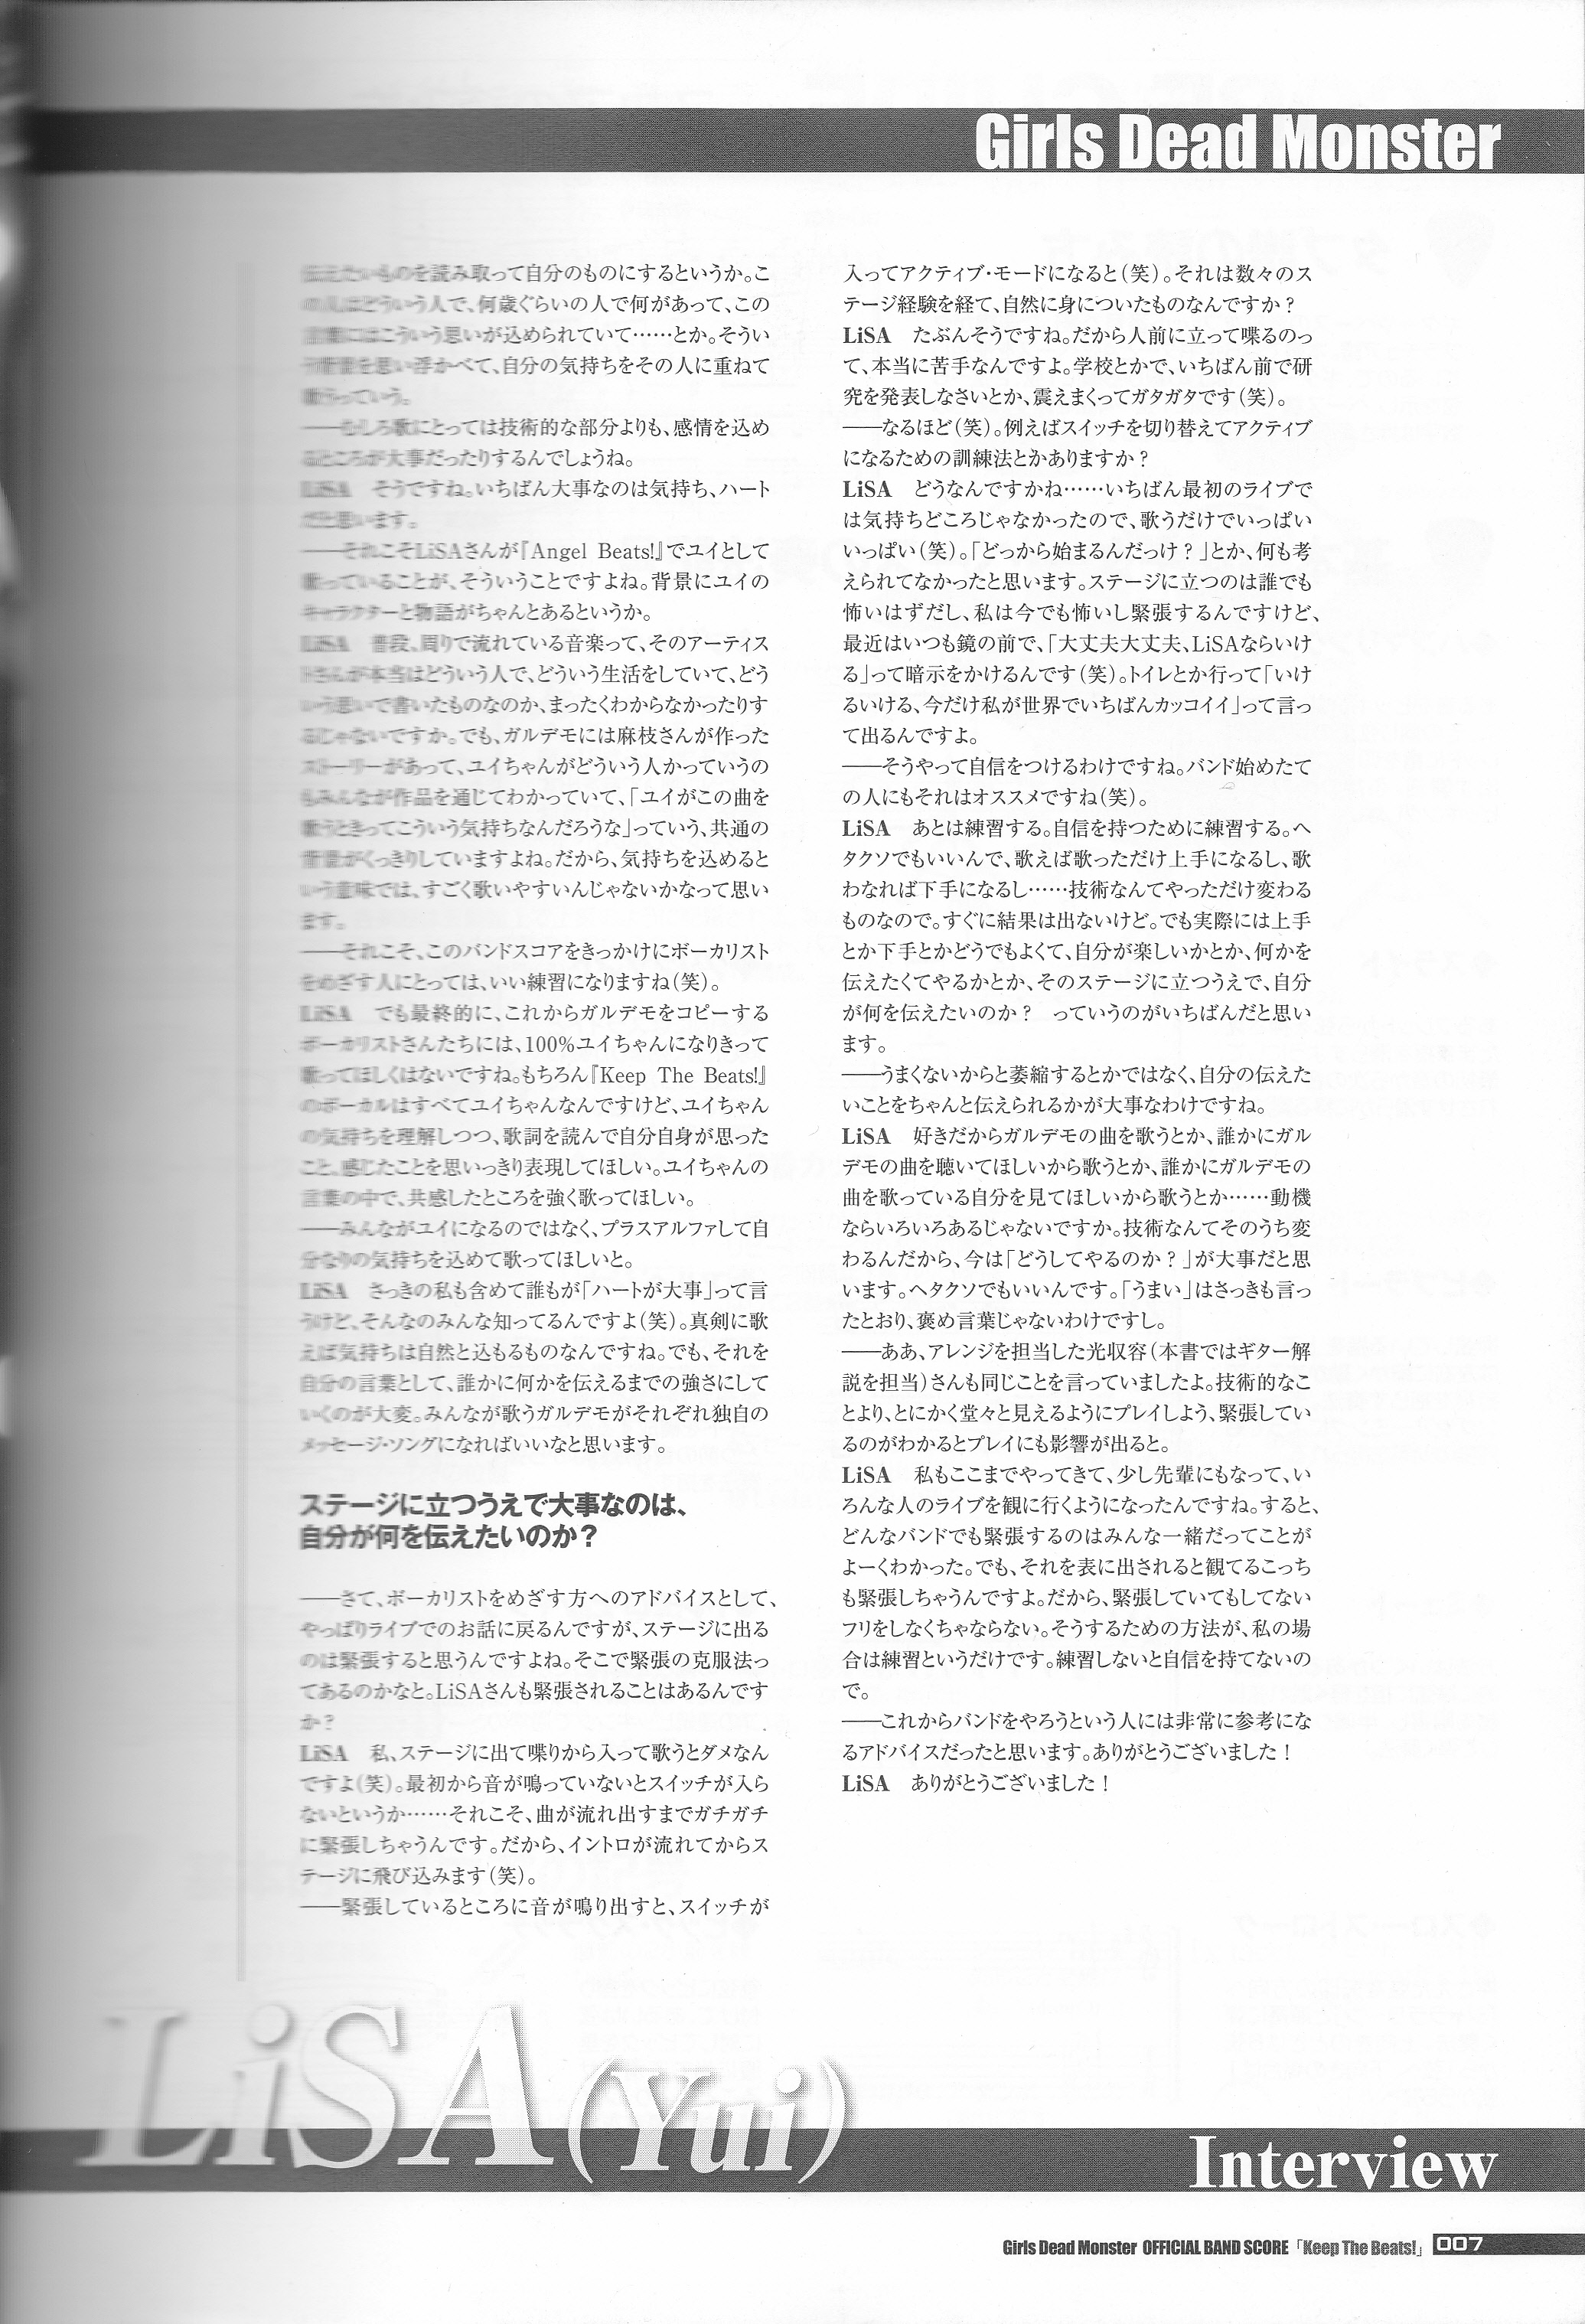 Girls Dead Monster
伝えたいものを読み取って自分のものにするというか。こ
の人はどういう人で、何歳ぐらいの人で何があって、この
言葉にはこういう思いが込められていて……とか。そうい
う背景を思い浮かべて、自分の気持ちをその人に重ねて
歌うっていう。
――むしろ歌にとっては技術的な部分よりも、感情を込め
るところが大事だったりするんでしょうね。
LiSA　そうですね。いちばん大事なのは気持ち、ハート
だと思います。
――それこそLiSAさんが『Angel Beats!』でユイとして
歌っていることが、そういうことですよね。背景にユイの
キャラクターと物語がちゃんとあるというか。
LiSA　普段、周りで流れている音楽って、そのアーティス
トさんが本当はどういう人で、どういう生活をしていて、どう
いう思いで書いたものなのか、まったくわからなかったりす
るじゃないですか。でも、ガルデモには麻枝さんが作った
ストーリーがあって、ユイちゃんがどういう人かっていうの
もみんなが作品を通じてわかっていて、「ユイがこの曲を
歌うときってこういう気持ちなんだろうな」っていう、共通の
背景がくっきりしていますよね。だから、気持ちを込めると
いう意味では、すごく歌いやすいんじゃないかなって思い
ます。
――それこそ、このバンドスコアをきっかけにボーカリスト
をめざす人にとっては、いい練習になりますね（笑）。
LiSA　でも最終的に、これからガルデモをコピーする
ボーカリストさんたちには、100％ユイちゃんになりきって
歌ってほしくはないですね。もちろん『Keep The Beats!』
のボーカルはすべてユイちゃんなんですけど、ユイちゃん
の気持ちを理解しつつ、歌詞を読んで自分自身が思った
こと、感じたことを思いっきり表現してほしい。ユイちゃんの
言葉の中で、共感したところを強く歌ってほしい。
――みんながユイになるのではなく、プラスアルファして自
分なりの気持ちを込めて歌ってほしいと。
LiSA　さっきの私も含めて誰もが「ハートが大事」って言
うけど、そんなのみんな知ってるんですよ（笑）。真剣に歌
えば気持ちは自然と込もるものなんですね。でも、それを
自分の言葉として、誰かに何かを伝えるまでの強さにして
いくのが大変。みんなが歌うガルデモがそれぞれ独自の
メッセージ・ソングになればいいなと思います。
ステージに立つうえで大事なのは、
自分が何を伝えたいのか？
――さて、ボーカリストをめざす方へのアドバイスとして、
やっぱりライブでのお話に戻るんですが、ステージに出る
のは緊張すると思うんですよね。そこで緊張の克服法っ
てあるのかなと。LiSAさんも緊張されることはあるんです
か？
LiSA　私、ステージに出て喋りから入って歌うとダメなん
ですよ（笑）。最初から音が鳴っていないとスイッチが入ら
ないというか……それこそ、曲が流れ出すまでガチガチ
に緊張しちゃうんです。だから、イントロが流れてからス
テージに飛び込みます（笑）。
――緊張しているところに音が鳴り出すと、スイッチが
入ってアクティブ・モードになると（笑）。それは数々のス
テージ経験を経て、自然に身についたものなんですか？
LiSA　たぶんそうですね。だから人前に立って喋るのっ
て、本当に苦手なんですよ。学校とかで、いちばん前で研
究を発表しなさいとか、震えまくってガタガタです（笑）。
――なるほど（笑）。例えばスイッチを切り替えてアクティブ
になるための訓練法とかありますか？
LiSA　どうなんですかね……いちばん最初のライブで
は気持ちどころじゃなかったので、歌うだけでいっぱい
いっぱい（笑）。「どっから始まるんだっけ？」とか、何も考
えられてなかったと思います。ステージに立つのは誰でも
怖いはずだし、私は今でも怖いし緊張するんですけど、
最近はいつも鏡の前で、「大丈夫大丈夫、LiSAならいけ
る」って暗示をかけるんです（笑）。トイレとか行って「いけ
るいける、今だけ私が世界でいちばんカッコイイ」って言っ
て出るんですよ。
――そうやって自信をつけるわけですね。バンド始めたて
の人にもそれはオススメですね（笑）。
LiSA　あとは練習する。自信を持つために練習する。ヘ
タクソでもいいんで、歌えば歌っただけ上手になるし、歌
わなければ下手になるし……技術なんてやっただけ変わる
ものなので。すぐに結果は出ないけど。でも実際には上手
とか下手とかどうでもよくて、自分が楽しいかとか、何かを
伝えたくてやるかとか、そのステージに立つうえで、自分
が何を伝えたいのか？　っていうのがいちばんだと思い
ます。
――うまくないからと萎縮するとかではなく、自分の伝えた
いことをちゃんと伝えられるかが大事なわけですね。
LiSA　好きだからガルデモの曲を歌うとか、誰かにガル
デモの曲を聴いてほしいから歌うとか、誰かにガルデモの
曲を歌っている自分を見てほしいから歌うとか……動機
ならいろいろあるじゃないですか。技術なんてそのうち変
わるんだから、今は「どうしてやるのか？」が大事だと思
います。ヘタクソでもいいんです。「うまい」はさっきも言っ
たとおり、褒め言葉じゃないわけですし。
――ああ、アレンジを担当した光収容（本書ではギター解
説を担当）さんも同じことを言っていましたよ。技術的なこ
とより、とにかく堂々と見えるようにプレイしよう、緊張してい
るのがわかるとプレイにも影響が出ると。
LiSA　私もここまでやってきて、少し先輩にもなって、い
ろんな人のライブを観に行くようになったんですね。すると、
どんなバンドでも緊張するのはみんな一緒だってことが
よーくわかった。でも、それを表に出されると観てるこっち
も緊張しちゃうんですよ。だから、緊張していてもしてない
フリをしなくちゃならない。そうするための方法が、私の場
合は練習というだけです。練習しないと自信を持てないの
で。
――これからバンドをやろうという人には非常に参考にな
るアドバイスだったと思います。ありがとうございました！
LiSA　ありがとうございました！
LiSA (Yui)
Interview
Girls Dead Monster OFFICIAL BAND SCORE「Keep The Beats!」 007